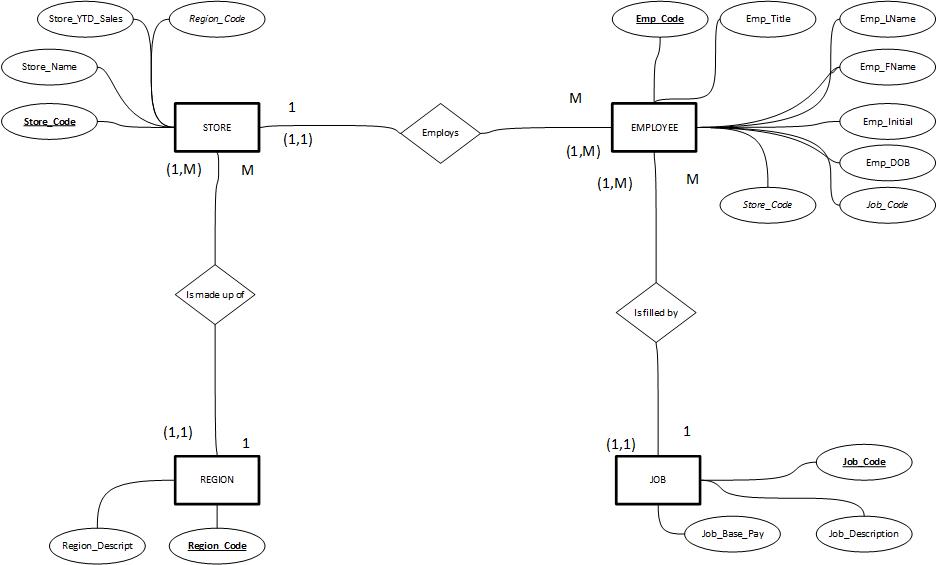 Store_YTD_Sales
Region_Code
Emp_Code
Emp_Title
Emp_LName
Store_Name
Emp_FName
Store_Code
1
M
STORE
Employs
EMPLOYEE
Emp_Initial
(1,1)
(1,M)
(1,M)
M
(1,M)
M
Emp_DOB
Store_Code
Job_Code
Is made up of
Is filled by
(1,1)
1
(1,1)
1
REGION
JOB
Job_Code
Region_Descript
Region_Code
Job_Base_Pay
Job_Description